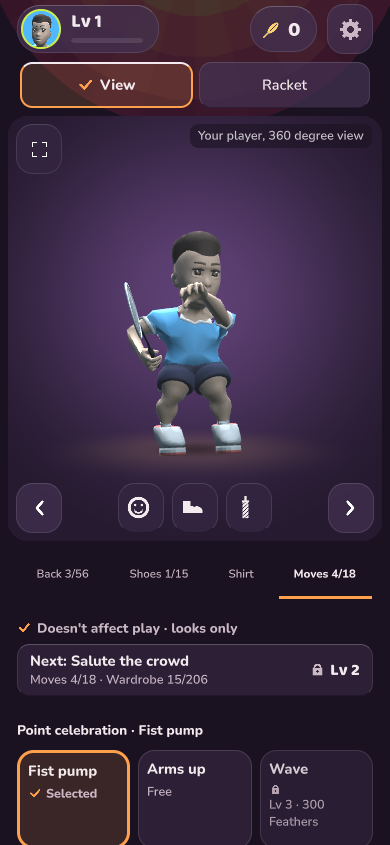 Lv 1
0
View
Racket
Your player, 360 degree view
Back 3/56
Shoes 1/15
Shirt
Moves 4/18
Doesn't affect play · looks only
Next: Salute the crowd
Moves 4/18 · Wardrobe 15/206
Lv 2
Point celebration · Fist pump
Fist pump
Selected
Arms up
Free
Wave
Lv 3 · 300
Feathers